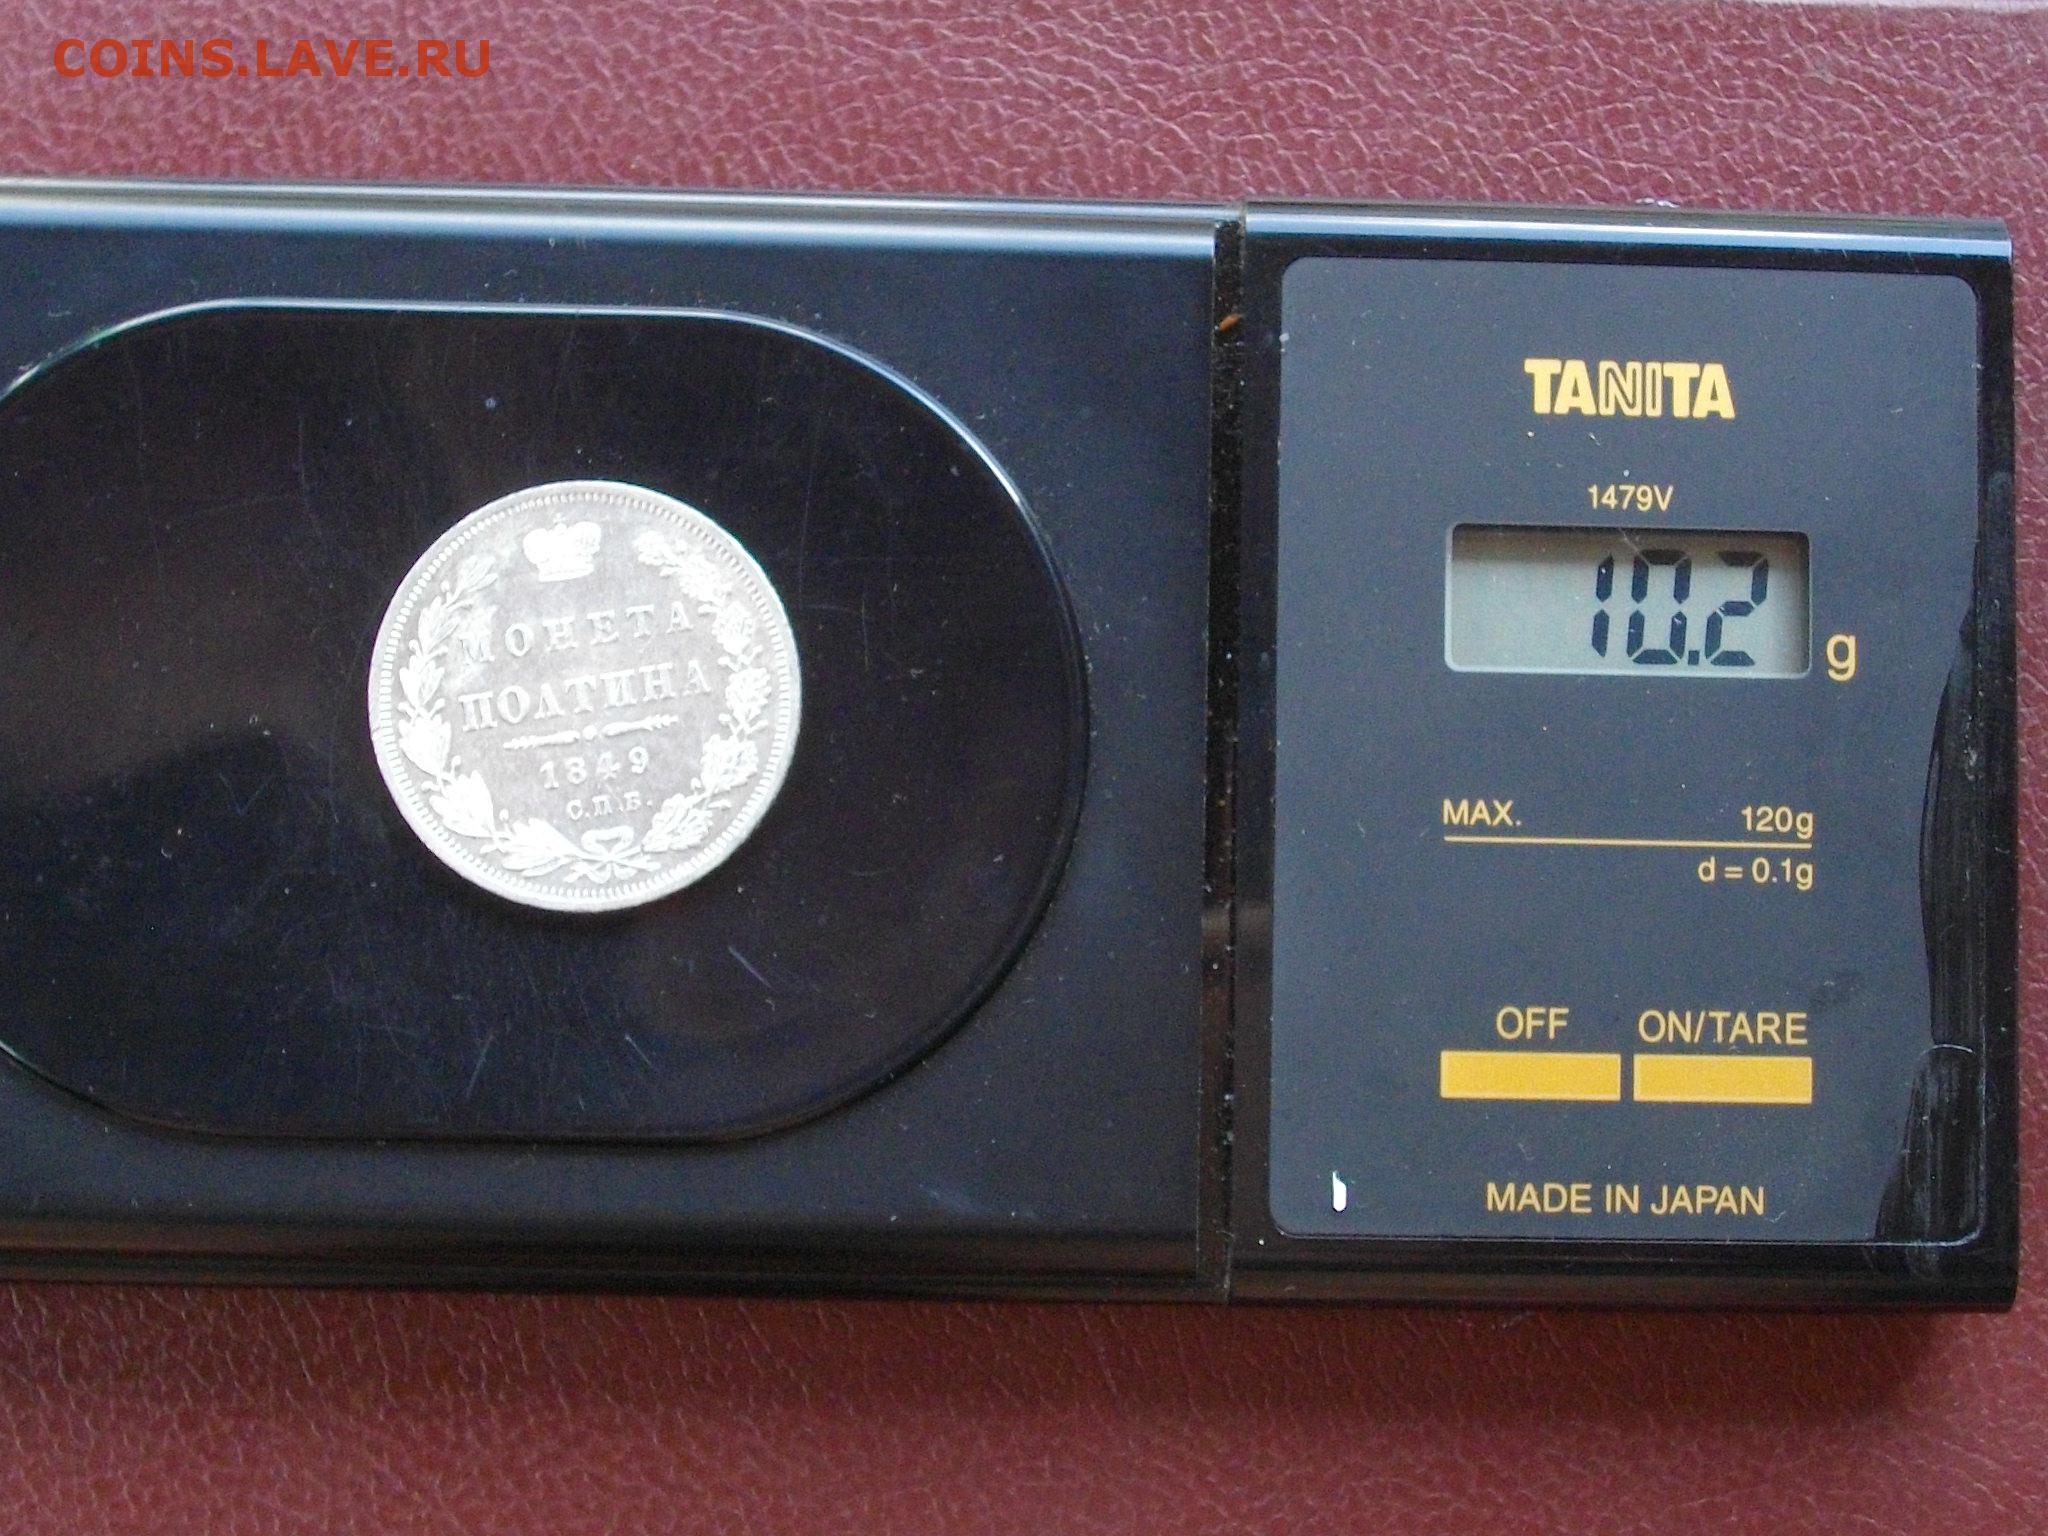 COINS.LAVE.RU
МОНЕТА
ПОЛТИНА
1849
С.П.Б.
TANITA
1479V
10.2 g
MAX. 120g
d = 0.1g
OFF ON/TARE
MADE IN JAPAN